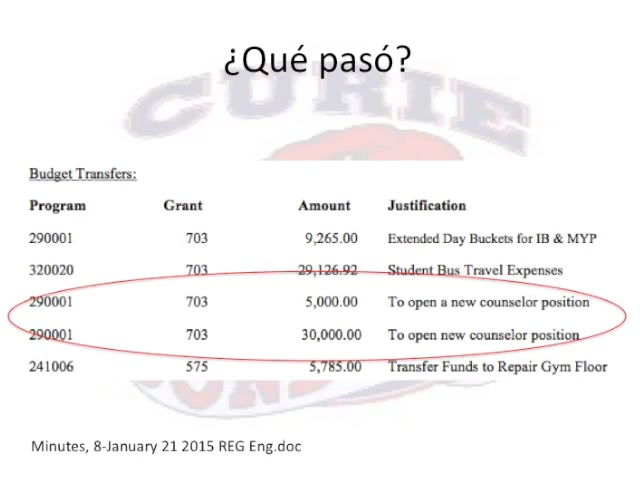 ¿Qué pasó?
CURIE
Budget Transfers:
Program Grant Amount Justification
290001 703 9,265.00 Extended Day Buckets for IB & MYP
320020 703 29,126.92 Student Bus Travel Expenses
290001 703 5,000.00 To open a new counselor position
290001 703 30,000.00 To open new counselor position
241006 575 5,785.00 Transfer Funds to Repair Gym Floor
Minutes, 8-January 21 2015 REG Eng.doc